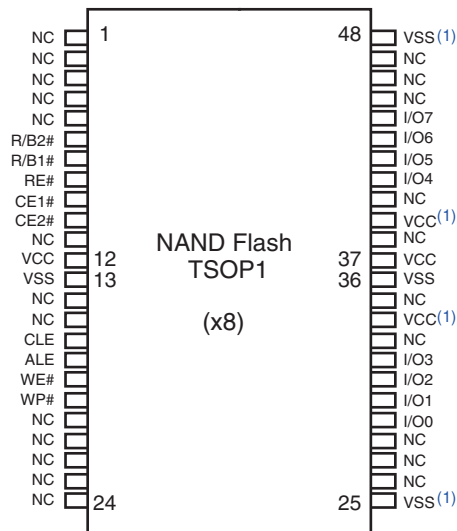 NC 1 48 VSS(1)
NC NC
NC NC
NC NC
NC I/O7
R/B2# I/O6
R/B1# I/O5
RE# I/O4
CE1# NC
CE2# VCC(1)
NC NC
VCC 12 37 VCC
VSS 13 36 VSS
NAND Flash
TSOP1
(x8)
NC NC
NC VCC(1)
CLE NC
ALE I/O3
WE# I/O2
WP# I/O1
NC I/O0
NC NC
NC NC
NC NC
NC 24 25 VSS(1)